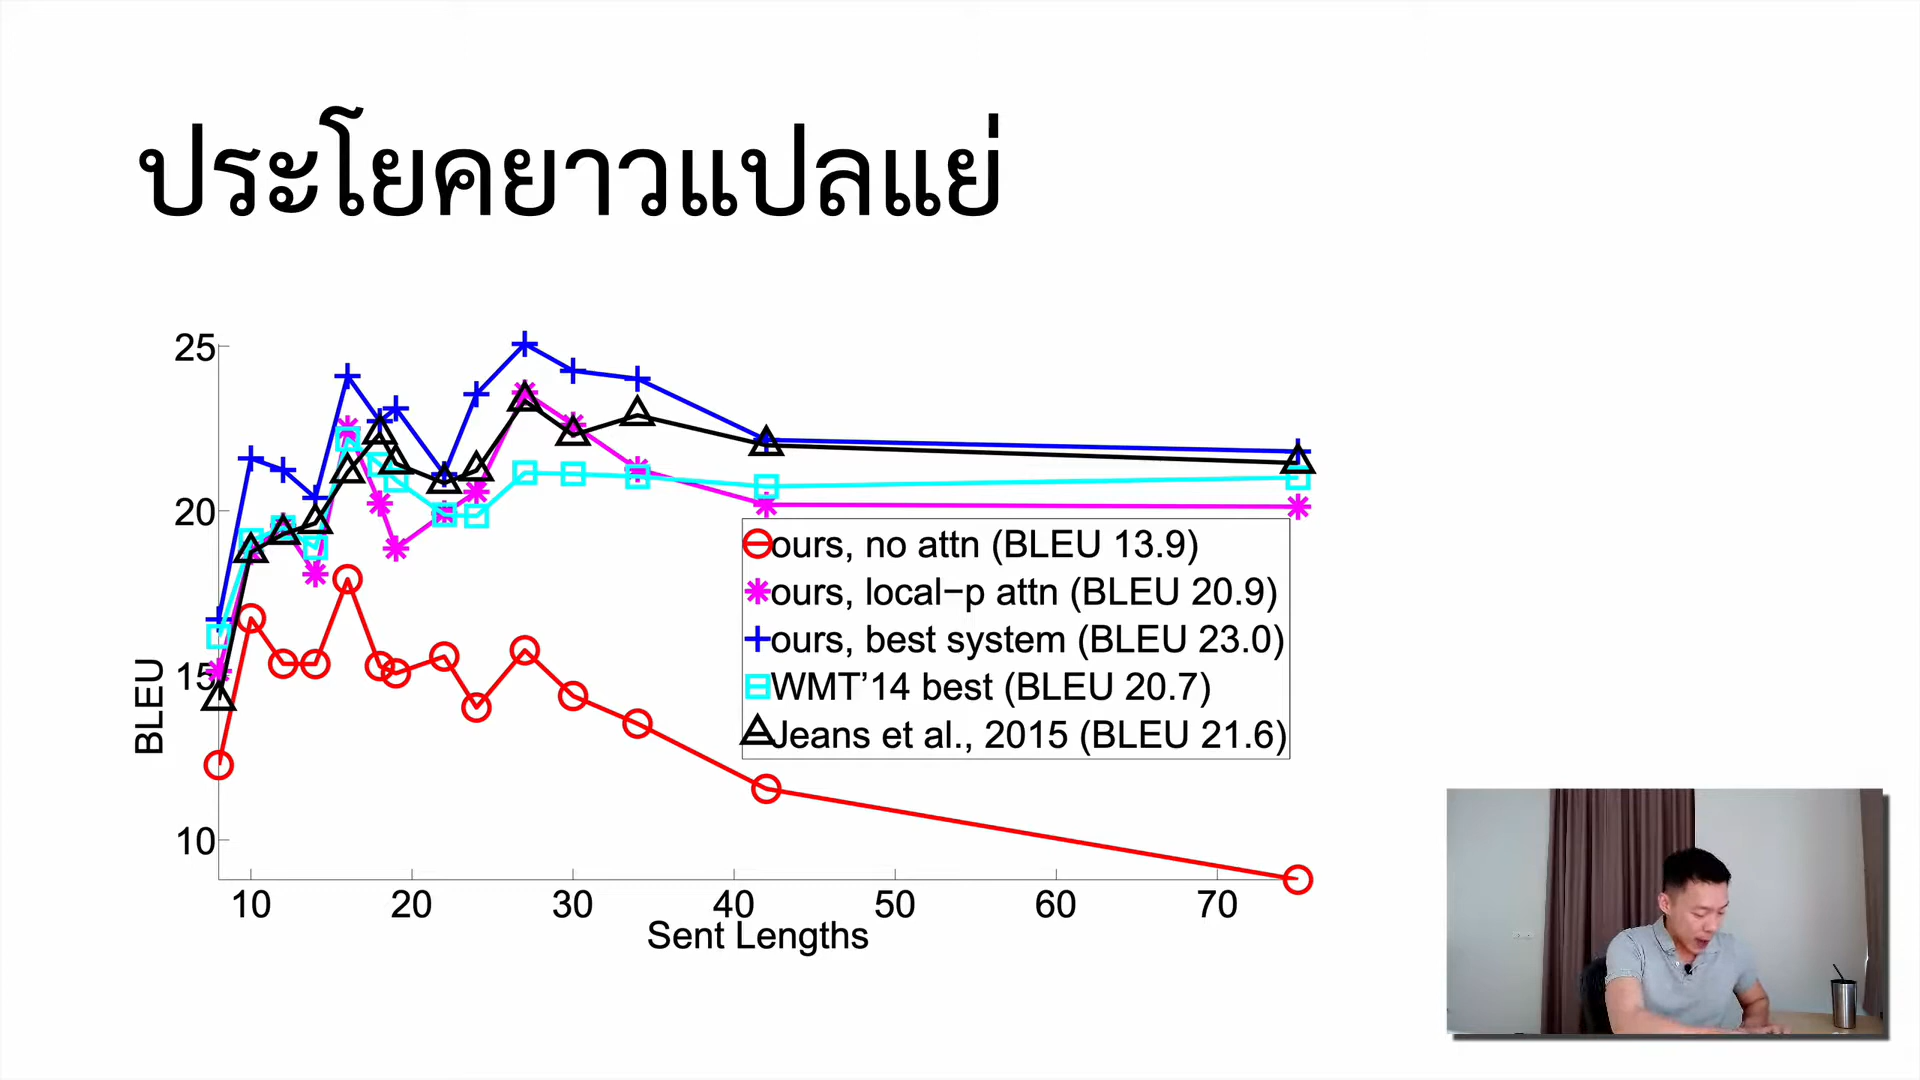 ประโยคยาวแปลแย่
25
20
15
10
BLEU
10 20 30 40 50 60 70
Sent Lengths
ours, no attn (BLEU 13.9)
ours, local−p attn (BLEU 20.9)
ours, best system (BLEU 23.0)
WMT’14 best (BLEU 20.7)
Jeans et al., 2015 (BLEU 21.6)